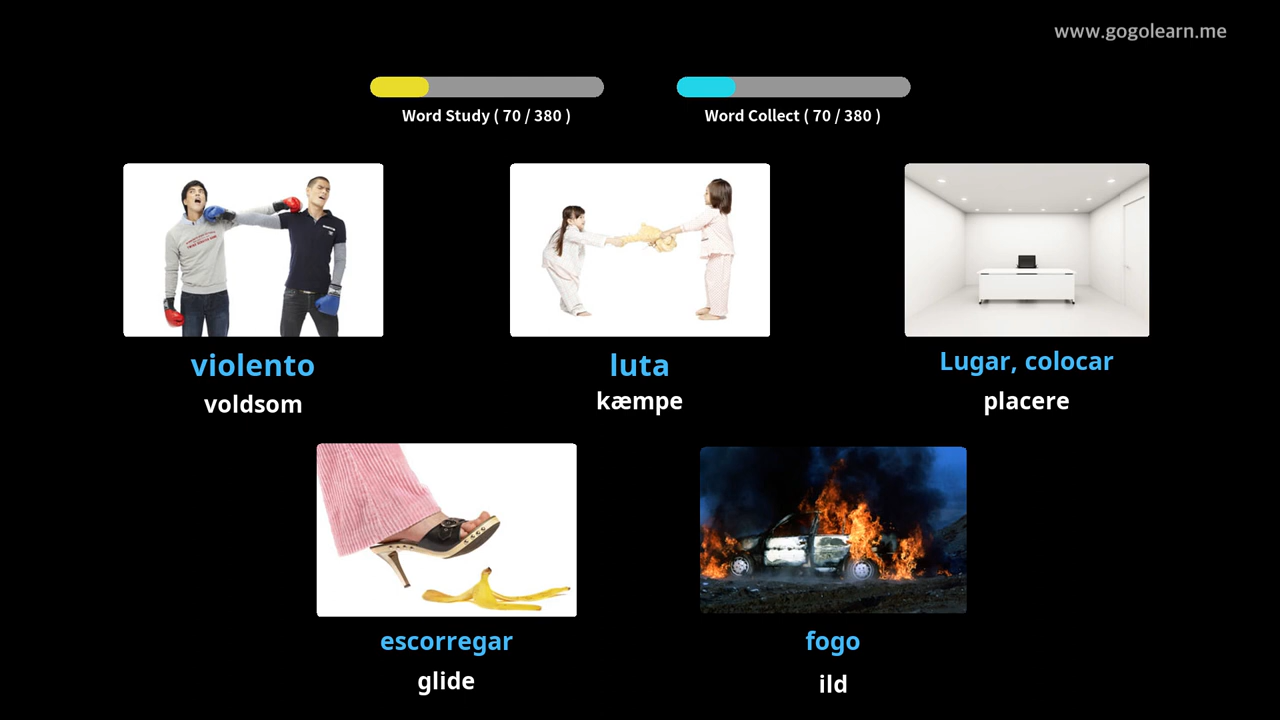 www.gogolearn.me
Word Study ( 70 / 380 )
Word Collect ( 70 / 380 )
violento
voldsom
luta
kæmpe
Lugar, colocar
placere
escorregar
glide
fogo
ild